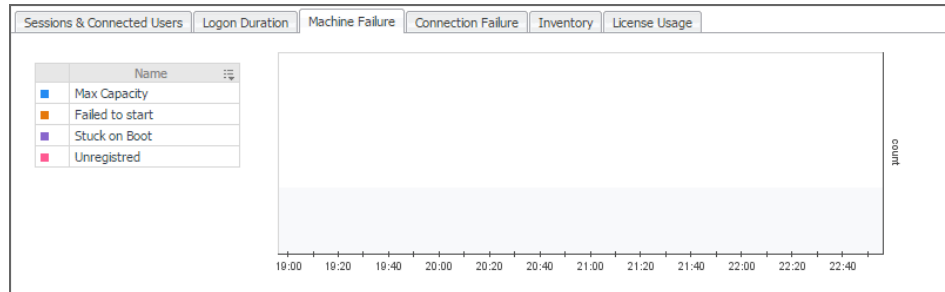 Sessions & Connected Users Logon Duration Machine Failure Connection Failure Inventory License Usage
Name
Max Capacity
Failed to start
Stuck on Boot
Unregistred
count
19:00 19:20 19:40 20:00 20:20 20:40 21:00 21:20 21:40 22:00 22:20 22:40